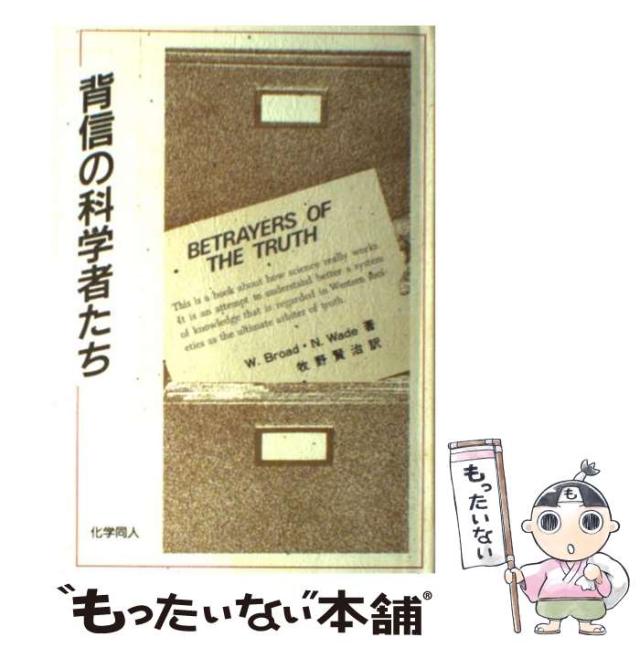 背信の科学者たち
BETRAYERS OF
THE TRUTH
This is a book about how science really works
It is an attempt to understand better a system
of knowledge that is regarded in Western soci-
eties as the ultimate arbiter of truth.
W. Broad・N. Wade 著
牧野賢治訳
化学同人
もったいない
も
"もったいない"本舗®